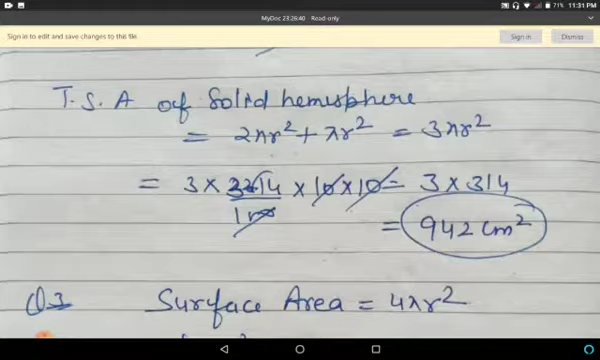 71% 11:31 PM
MyDoc 23:26:40 - Read-only
Sign in to edit and save changes to this file.
Sign in
Dismiss
T.S.A of Solid hemisphere
= 2πr² + πr² = 3πr²
= 3 × 314/100 × 10 × 10 = 3 × 314
= 942 cm²
Q3 Surface Area = 4πr²